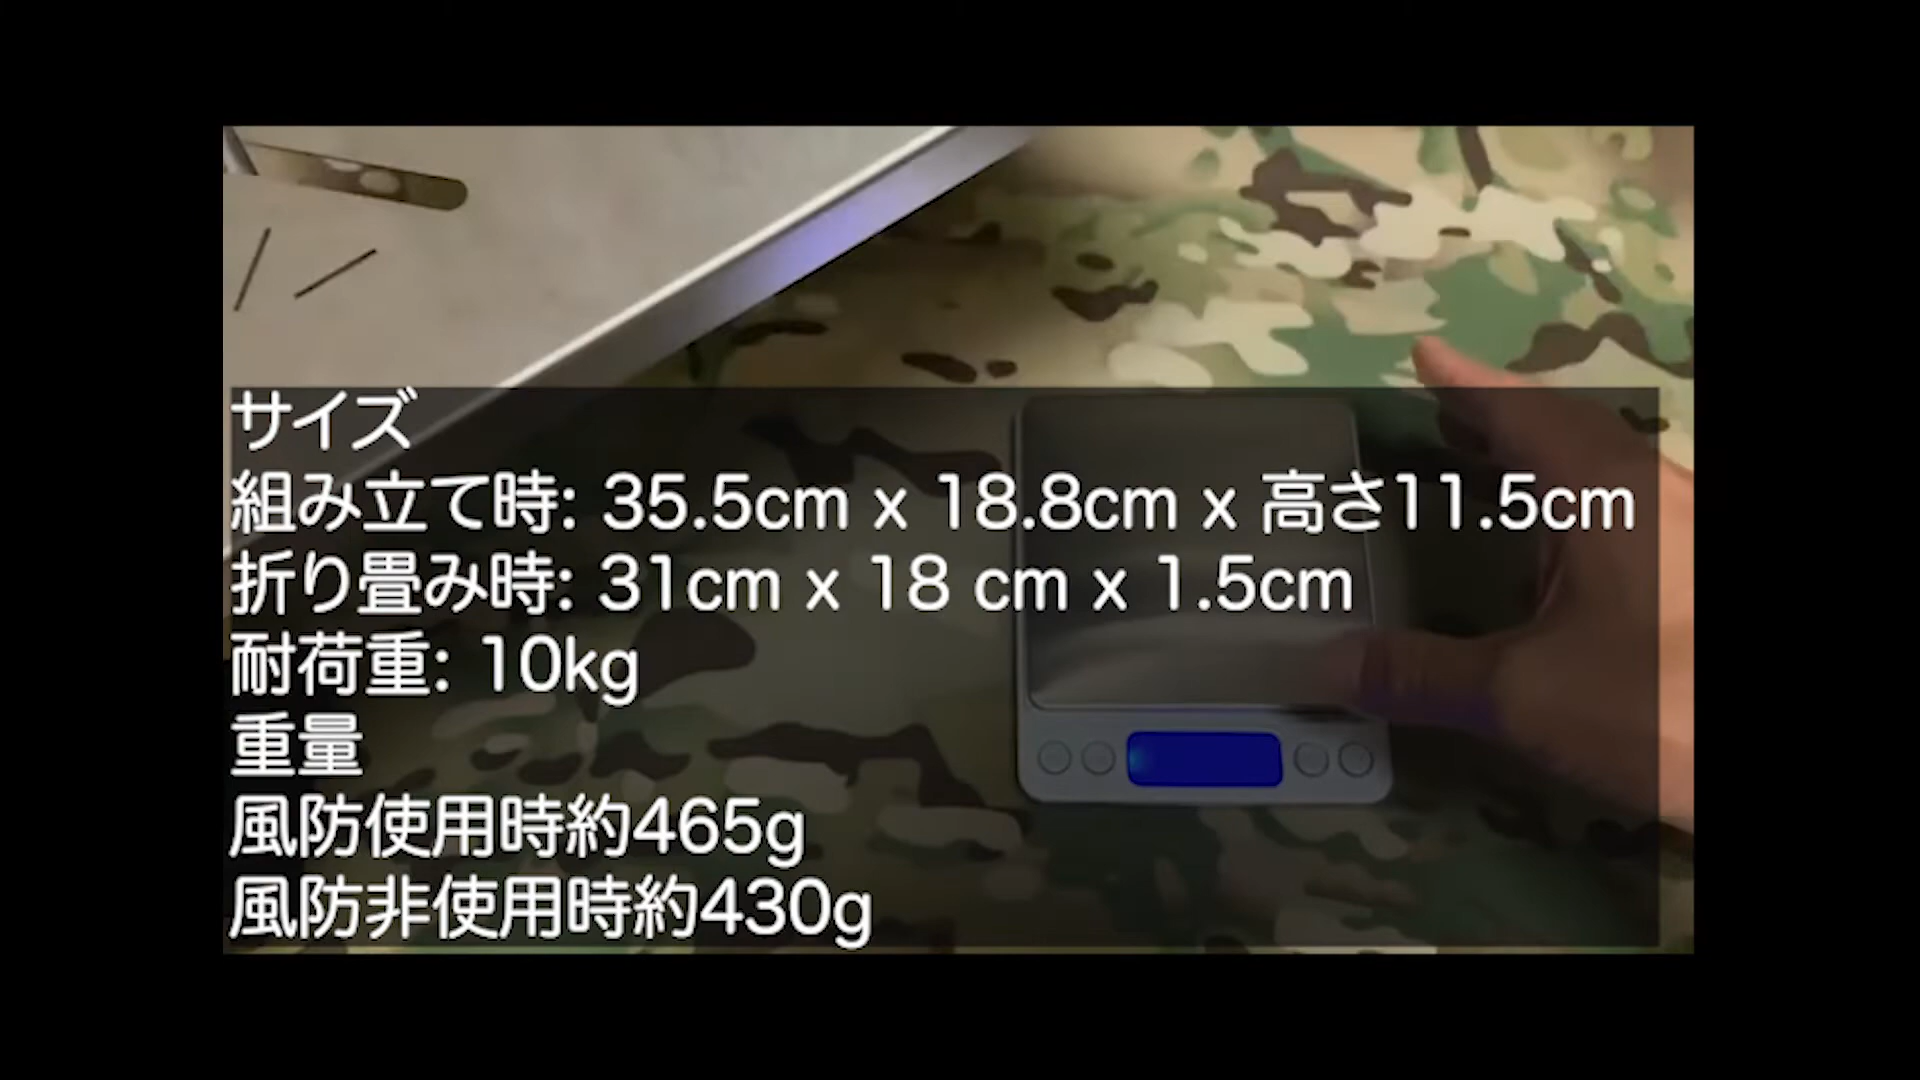 サイズ
組み立て時: 35.5cm x 18.8cm x 高さ11.5cm
折り畳み時: 31cm x 18 cm x 1.5cm
耐荷重: 10kg
重量
風防使用時約465g
風防非使用時約430g